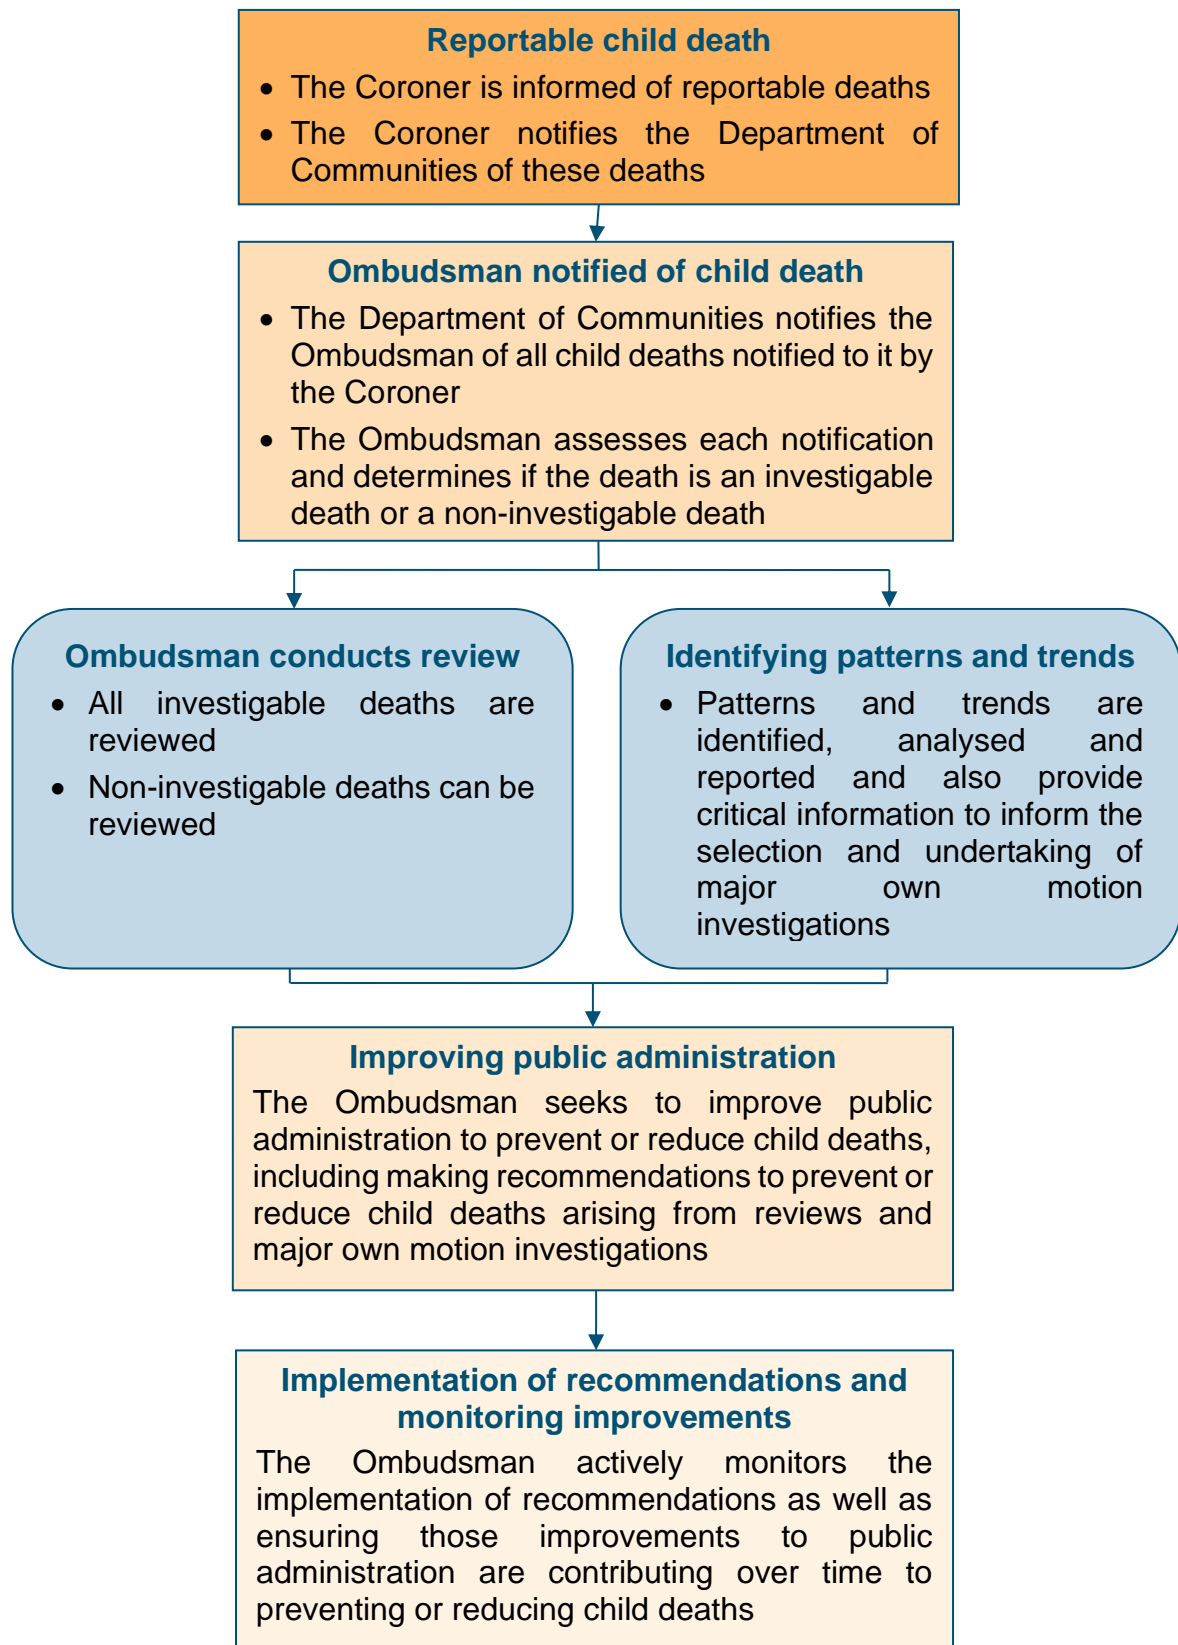 Reportable child death
• The Coroner is informed of reportable deaths
• The Coroner notifies the Department of
Communities of these deaths
Ombudsman notified of child death
• The Department of Communities notifies the
Ombudsman of all child deaths notified to it by
the Coroner
• The Ombudsman assesses each notification
and determines if the death is an investigable
death or a non-investigable death
Ombudsman conducts review
• All investigable deaths are
reviewed
• Non-investigable deaths can be
reviewed
Identifying patterns and trends
• Patterns and trends are
identified, analysed and
reported and also provide
critical information to inform the
selection and undertaking of
major own motion
investigations
Improving public administration
The Ombudsman seeks to improve public
administration to prevent or reduce child deaths,
including making recommendations to prevent or
reduce child deaths arising from reviews and
major own motion investigations
Implementation of recommendations and
monitoring improvements
The Ombudsman actively monitors the
implementation of recommendations as well as
ensuring those improvements to public
administration are contributing over time to
preventing or reducing child deaths